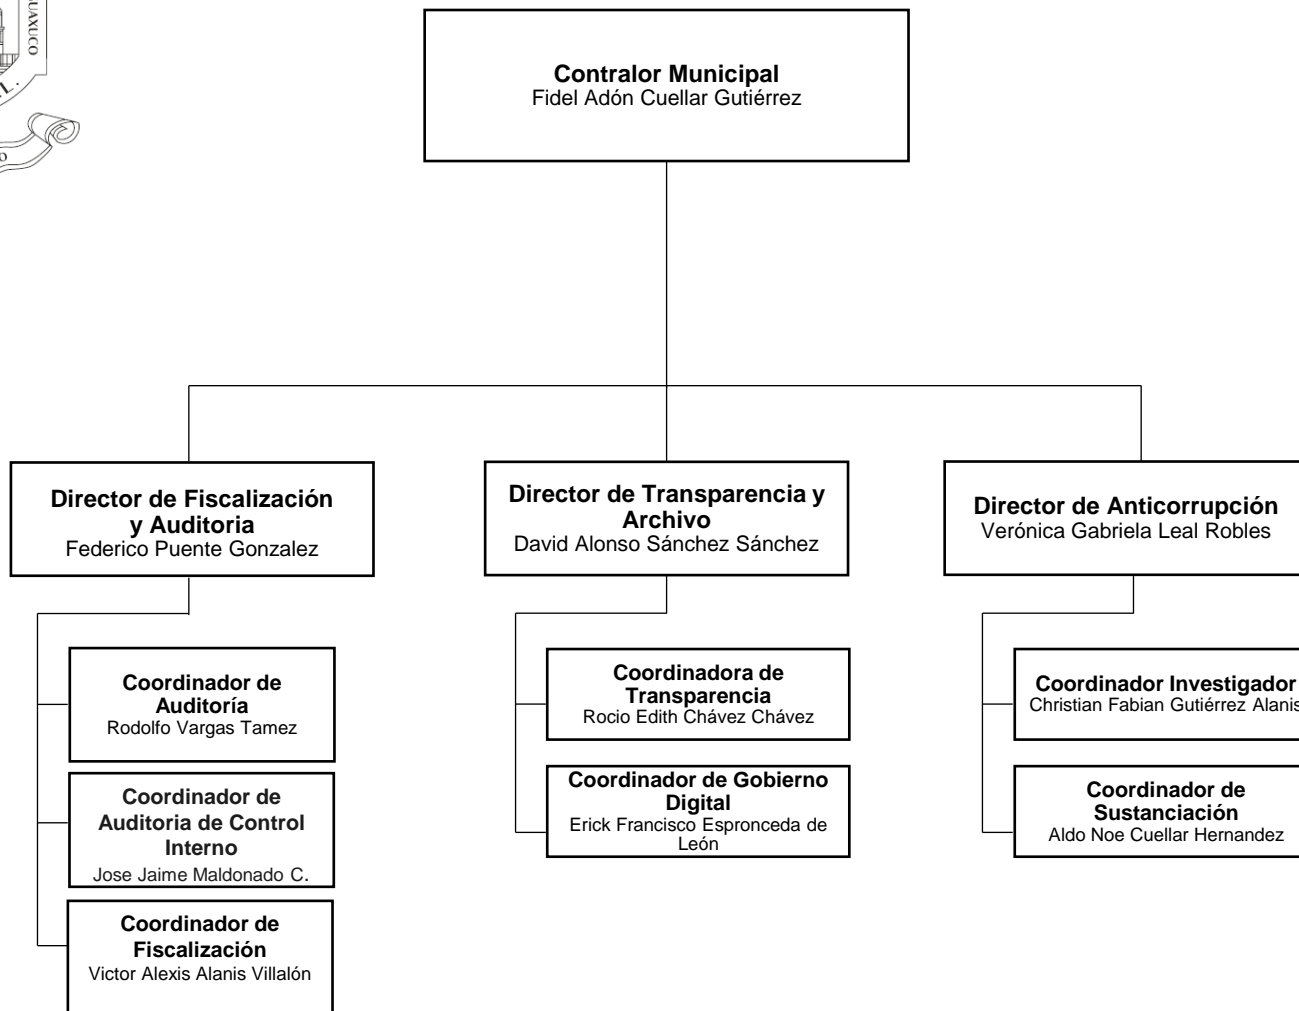 Contralor Municipal
Fidel Adón Cuellar Gutiérrez
Director de Fiscalización
y Auditoria
Federico Puente Gonzalez
Coordinador de
Auditoría
Rodolfo Vargas Tamez
Coordinador de
Auditoria de Control
Interno
Jose Jaime Maldonado C.
Coordinador de
Fiscalización
Victor Alexis Alanis Villalón
Director de Transparencia y
Archivo
David Alonso Sánchez Sánchez
Coordinadora de
Transparencia
Rocio Edith Chávez Chávez
Coordinador de Gobierno
Digital
Erick Francisco Espronceda de
León
Director de Anticorrupción
Verónica Gabriela Leal Robles
Coordinador Investigador
Christian Fabian Gutiérrez Alanis
Coordinador de
Sustanciación
Aldo Noe Cuellar Hernandez